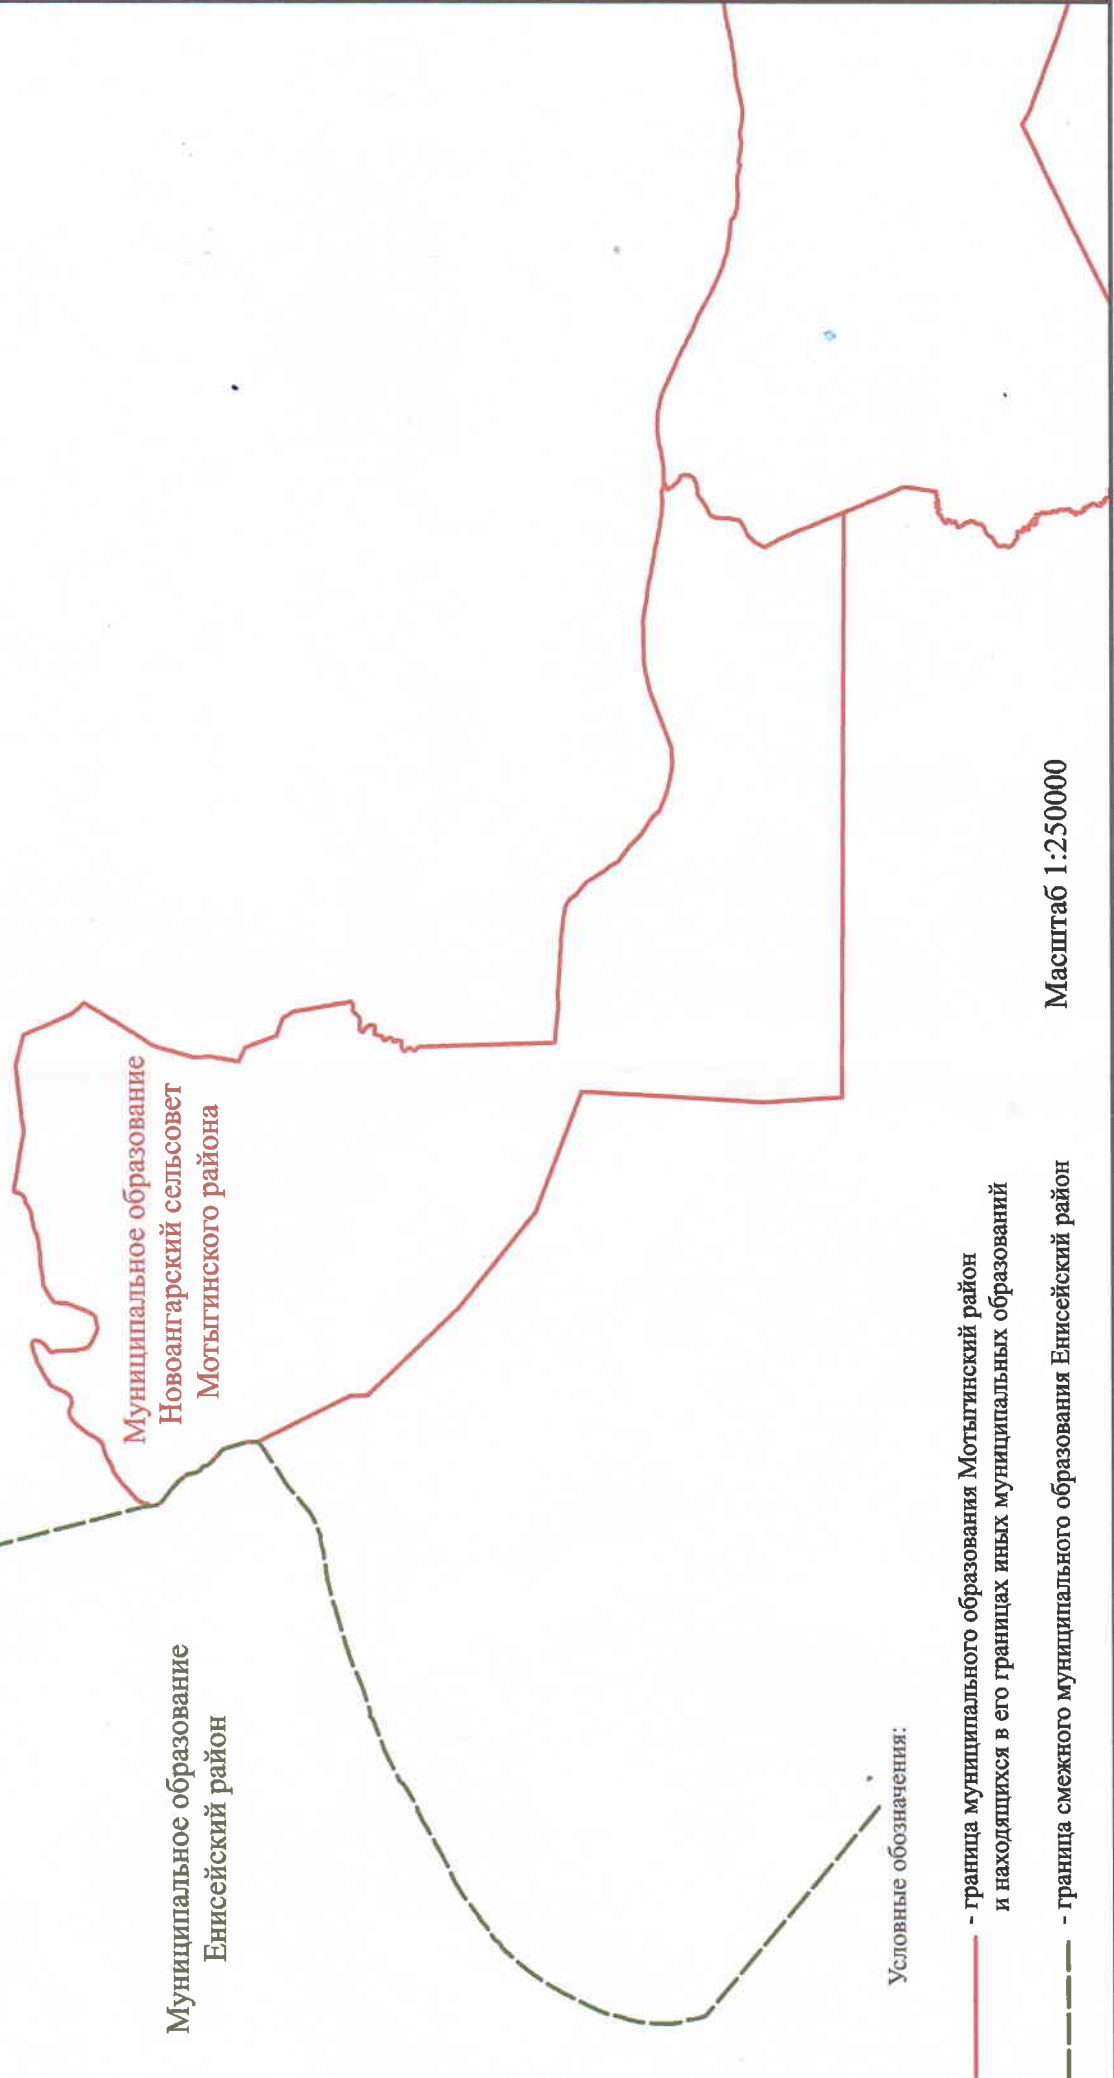 Муниципальное образование
Енисейский район
Муниципальное образование
Новоангарский сельсовет
Мотыгинского района
Условные обозначения:
- граница муниципального образования Мотыгинский район
и находящихся в его границах иных муниципальных образований
- граница смежного муниципального образования Енисейский район
Масштаб 1:250000